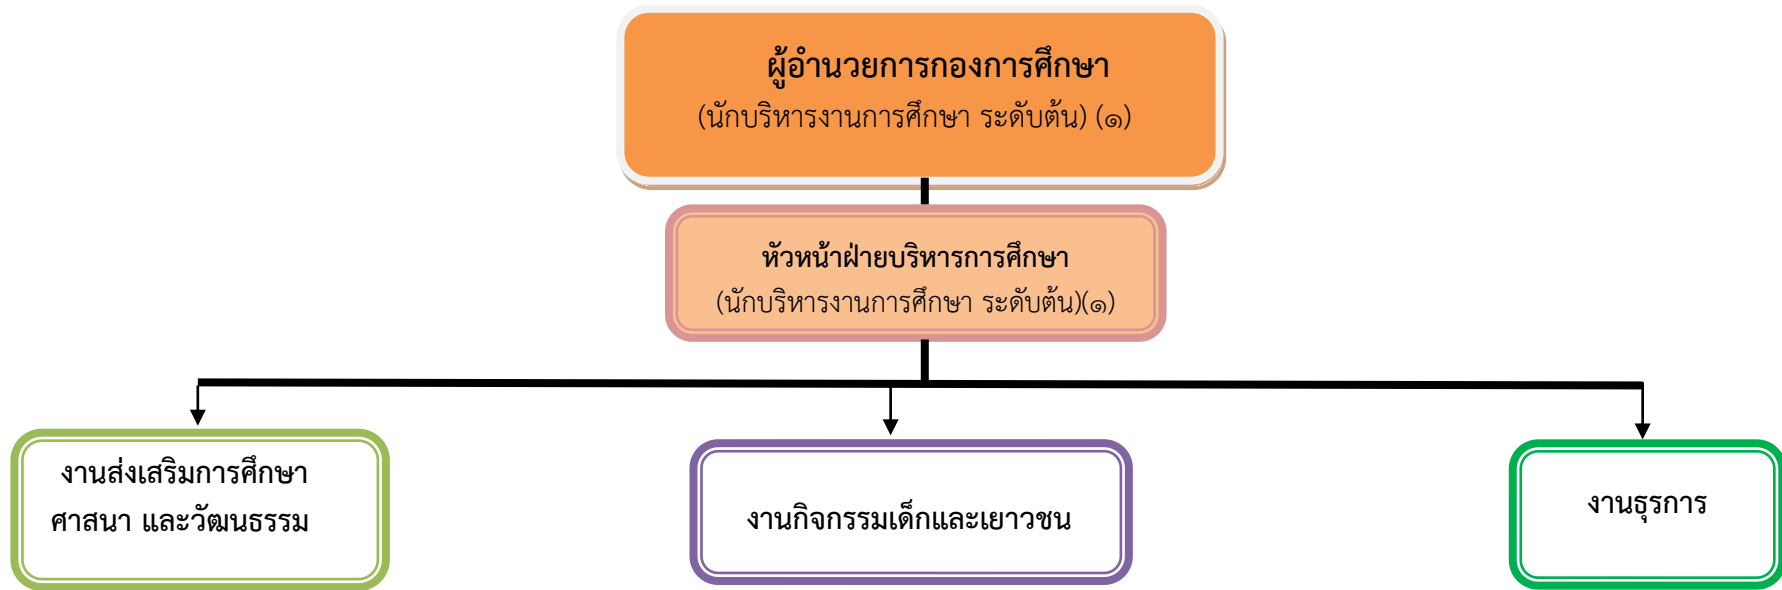 ผู้อำนวยการกองการศึกษา
(นักบริหารงานการศึกษา ระดับต้น) (๑)
หัวหน้าฝ่ายบริหารการศึกษา
(นักบริหารงานการศึกษา ระดับต้น)(๑)
งานส่งเสริมการศึกษา
ศาสนา และวัฒนธรรม
งานกิจกรรมเด็กและเยาวชน
งานธุรการ